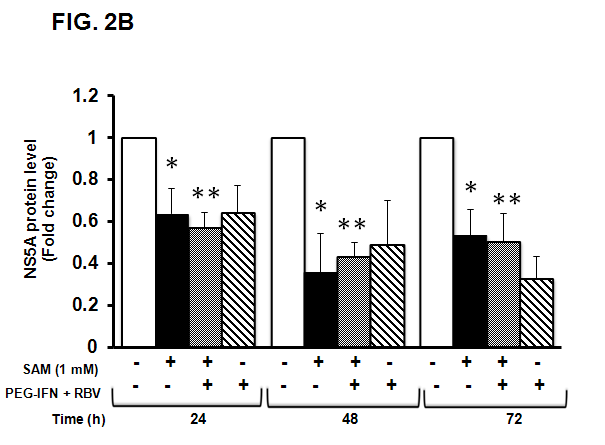 FIG. 2B
NS5A protein level
(Fold change)
1.2
1
0.8
0.6
0.4
0.2
0
* ** * ** * **
SAM (1 mM) - + + - - + + - - + + -
PEG-IFN + RBV - - + + - - + + - - + +
Time (h) 24 48 72